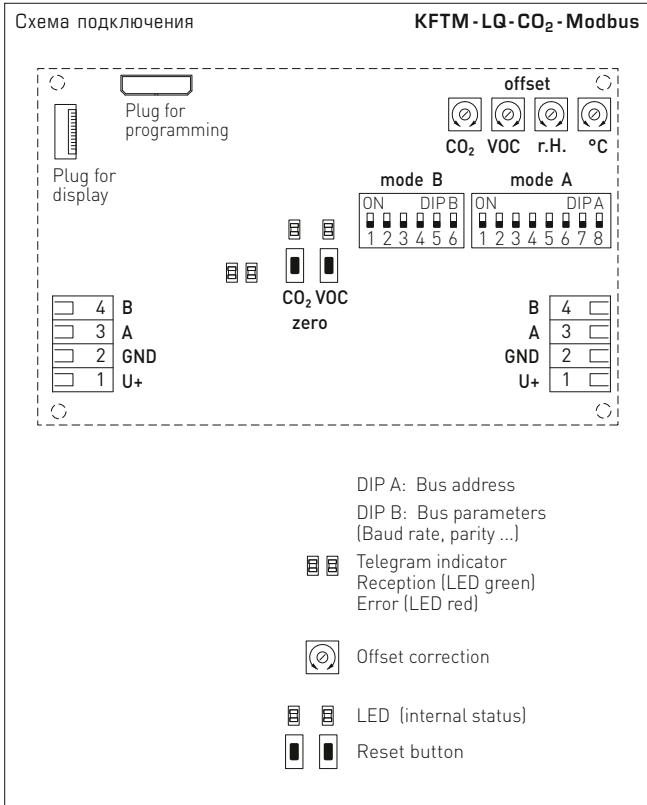 Схема подключения
KFTM-LQ-CO₂-Modbus
offset
Plug for
programming
CO₂ VOC r.H. °C
Plug for
display
mode B
mode A
ON DIP B
1 2 3 4 5 6
ON DIP A
1 2 3 4 5 6 7 8
CO₂ VOC
zero
4 B
3 A
2 GND
1 U+
B 4
A 3
GND 2
U+ 1
DIP A: Bus address
DIP B: Bus parameters
(Baud rate, parity ...)
Telegram indicator
Reception (LED green)
Error (LED red)
Offset correction
LED (internal status)
Reset button